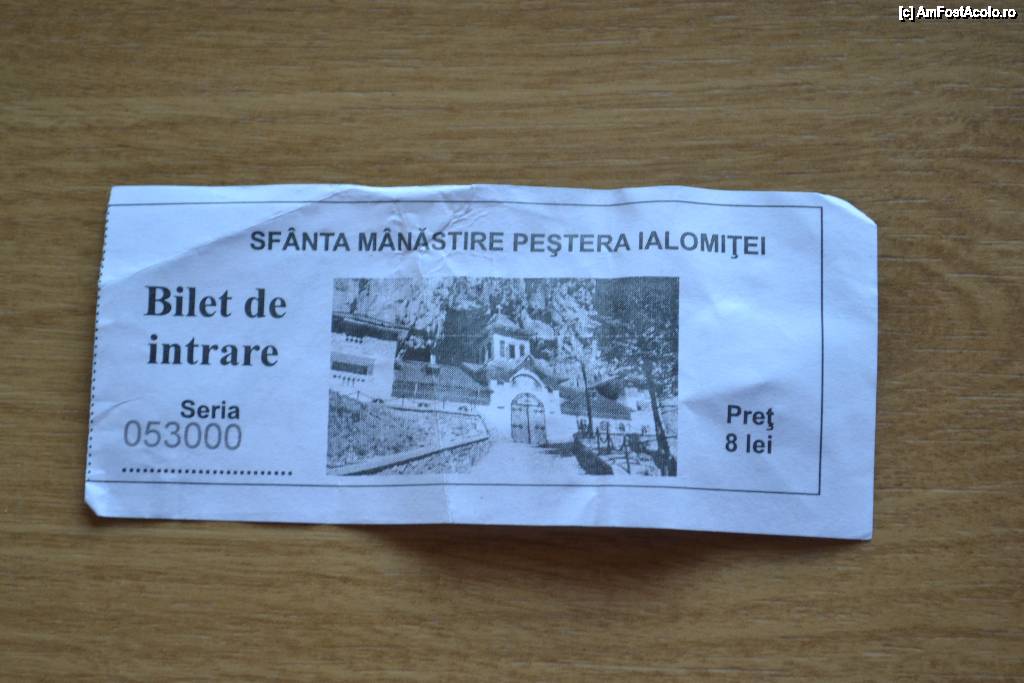 [c] AmFostAcolo.ro
SFÂNTA MÂNĂSTIRE PEŞTERA IALOMIŢEI
Bilet de
intrare
Seria
053000
Preţ
8 lei